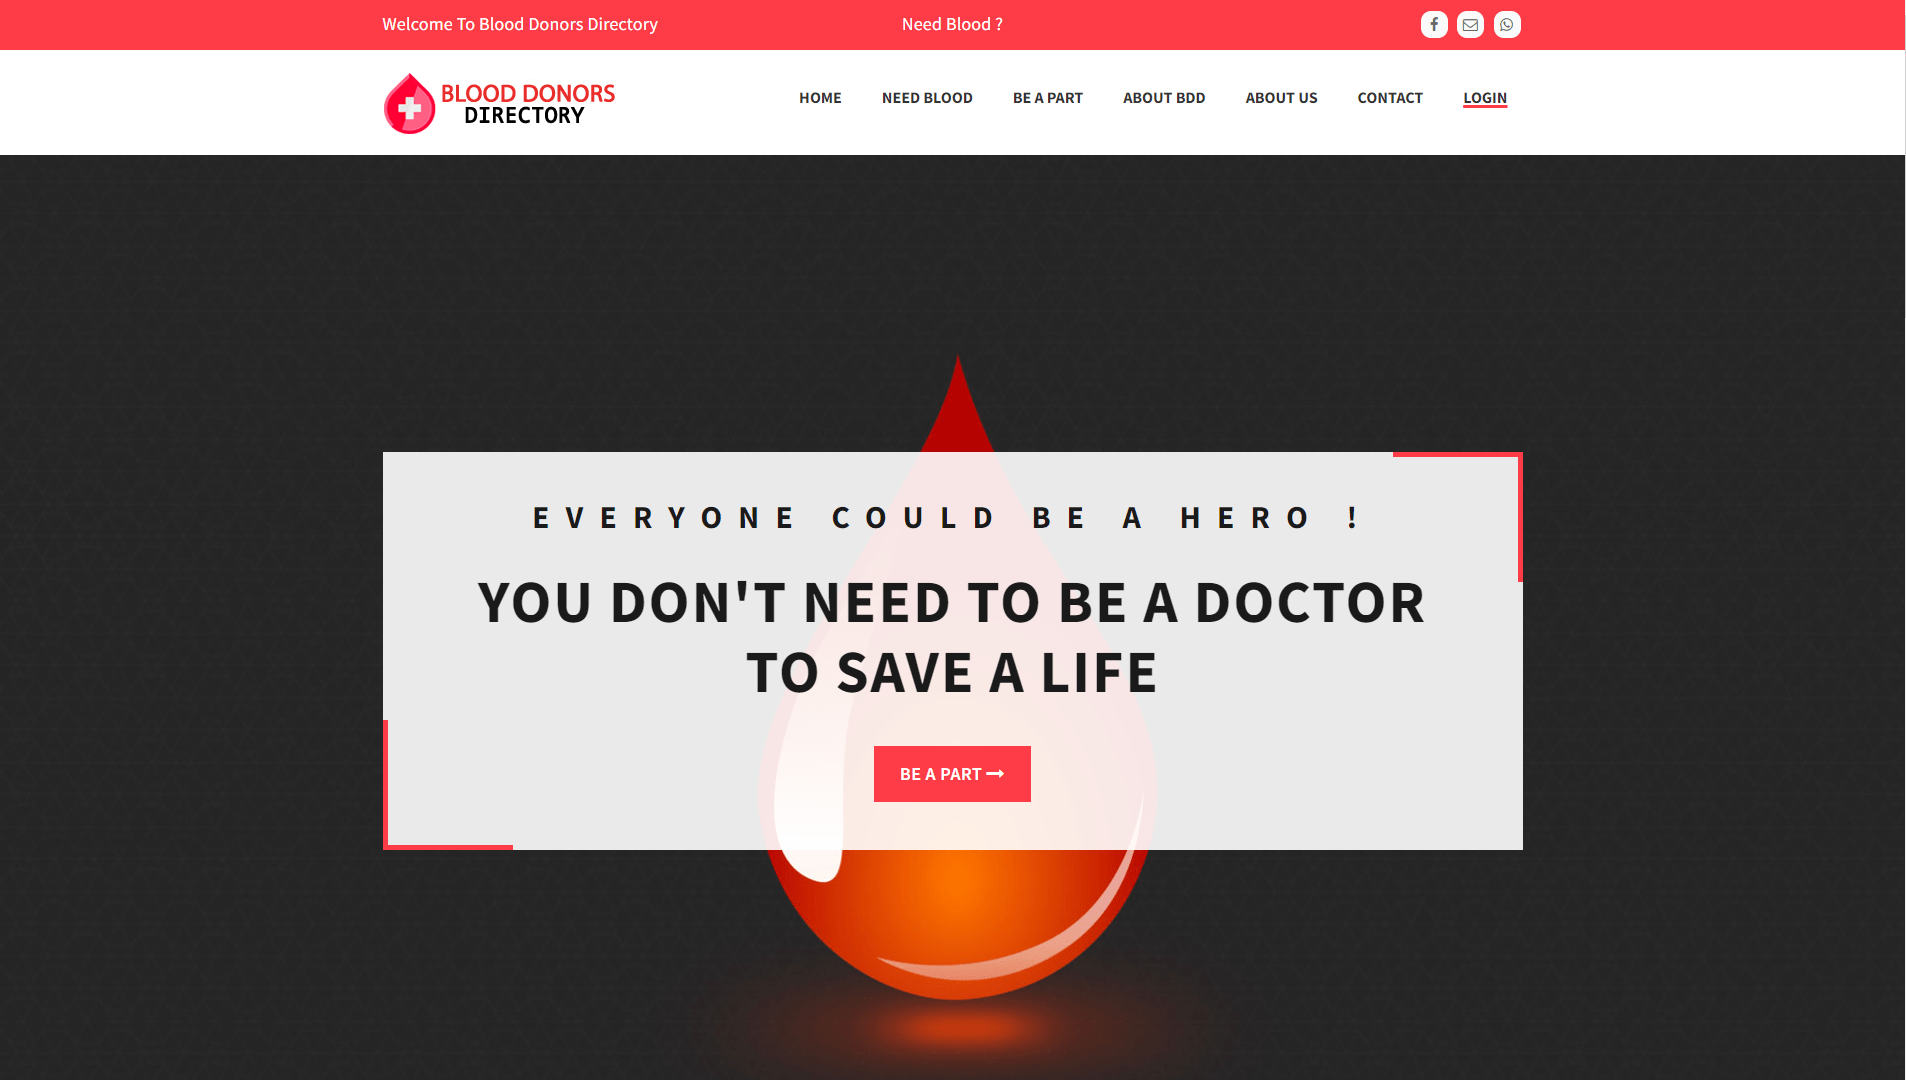 Welcome To Blood Donors Directory
Need Blood ?
BLOOD DONORS
DIRECTORY
HOME
NEED BLOOD
BE A PART
ABOUT BDD
ABOUT US
CONTACT
LOGIN
EVERYONE COULD BE A HERO !
YOU DON'T NEED TO BE A DOCTOR
TO SAVE A LIFE
BE A PART